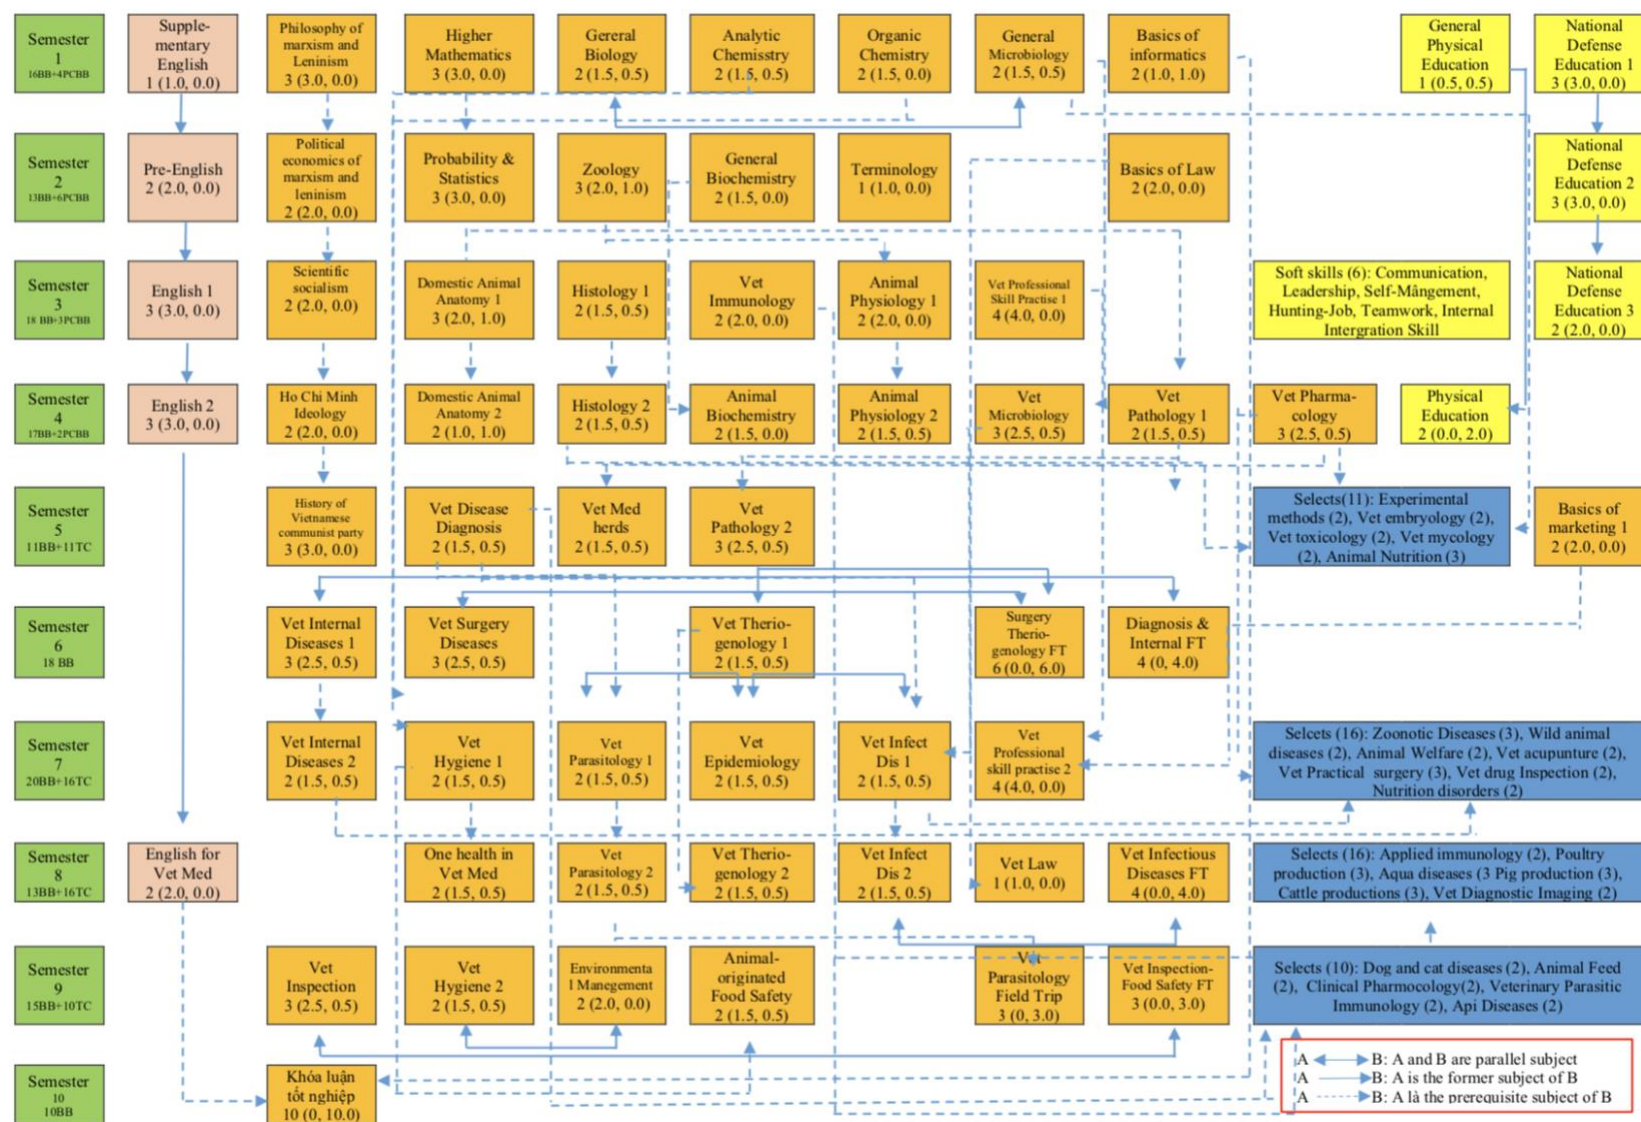 Semester
1
16BB+4PCBB
Supple-
mentary
English
1 (1.0, 0.0)
Philosophy of
marxism and
Leninism
3 (3.0, 0.0)
Higher
Mathematics
3 (3.0, 0.0)
Gereral
Biology
2 (1.5, 0.5)
Analytic
Chemisstry
2 (1.5, 0.5)
Organic
Chemistry
2 (1.5, 0.0)
General
Microbiology
2 (1.5, 0.5)
Basics of
informatics
2 (1.0, 1.0)
General
Physical
Education
1 (0.5, 0.5)
National
Defense
Education 1
3 (3.0, 0.0)
Semester
2
13BB+6PCBB
Pre-English
2 (2.0, 0.0)
Political
economics of
marxism and
leninism
2 (2.0, 0.0)
Probability &
Statistics
3 (3.0, 0.0)
Zoology
3 (2.0, 1.0)
General
Biochemistry
2 (1.5, 0.0)
Terminology
1 (1.0, 0.0)
Basics of Law
2 (2.0, 0.0)
National
Defense
Education 2
3 (3.0, 0.0)
Semester
3
18 BB+3PCBB
English 1
3 (3.0, 0.0)
Scientific
socialism
2 (2.0, 0.0)
Domestic Animal
Anatomy 1
3 (2.0, 1.0)
Histology 1
2 (1.5, 0.5)
Vet
Immunology
2 (2.0, 0.0)
Animal
Physiology 1
2 (2.0, 0.0)
Vet Professional
Skill Practise 1
4 (4.0, 0.0)
Soft skills (6): Communication,
Leadership, Self-Mângement,
Hunting-Job, Teamwork, Internal
Intergration Skill
National
Defense
Education 3
2 (2.0, 0.0)
Semester
4
17BB+2PCBB
English 2
3 (3.0, 0.0)
Ho Chi Minh
Ideology
2 (2.0, 0.0)
Domestic Animal
Anatomy 2
2 (1.0, 1.0)
Histology 2
2 (1.5, 0.5)
Animal
Biochemistry
2 (1.5, 0.0)
Animal
Physiology 2
2 (1.5, 0.5)
Vet
Microbiology
3 (2.5, 0.5)
Vet
Pathology 1
2 (1.5, 0.5)
Vet Pharma-
cology
3 (2.5, 0.5)
Physical
Education
2 (0.0, 2.0)
Semester
5
11BB+11TC
History of
Vietnamese
communist party
3 (3.0, 0.0)
Vet Disease
Diagnosis
2 (1.5, 0.5)
Vet Med
herds
2 (1.5, 0.5)
Vet
Pathology 2
3 (2.5, 0.5)
Selects(11): Experimental
methods (2), Vet embryology (2),
Vet toxicology (2), Vet mycology
(2), Animal Nutrition (3)
Basics of
marketing 1
2 (2.0, 0.0)
Semester
6
18 BB
Vet Internal
Diseases 1
3 (2.5, 0.5)
Vet Surgery
Diseases
3 (2.5, 0.5)
Vet Therio-
genology 1
2 (1.5, 0.5)
Surgery
Therio-
genology FT
6 (0.0, 6.0)
Diagnosis &
Internal FT
4 (0, 4.0)
Semester
7
20BB+16TC
Vet Internal
Diseases 2
2 (1.5, 0.5)
Vet
Hygiene 1
2 (1.5, 0.5)
Vet
Parasitology 1
2 (1.5, 0.5)
Vet
Epidemiology
2 (1.5, 0.5)
Vet Infect
Dis 1
2 (1.5, 0.5)
Vet
Professional
skill practise 2
4 (4.0, 0.0)
Selcets (16): Zoonotic Diseases (3), Wild animal
diseases (2), Animal Welfare (2), Vet acupunture (2),
Vet Practical surgery (3), Vet drug Inspection (2),
Nutrition disorders (2)
Semester
8
13BB+16TC
English for
Vet Med
2 (2.0, 0.0)
One health in
Vet Med
2 (1.5, 0.5)
Vet
Parasitology 2
2 (1.5, 0.5)
Vet Therio-
genology 2
2 (1.5, 0.5)
Vet Infect
Dis 2
2 (1.5, 0.5)
Vet Law
1 (1.0, 0.0)
Vet Infectious
Diseases FT
4 (0.0, 4.0)
Selects (16): Applied immunology (2), Poultry
production (3), Aqua diseases (3 Pig production (3),
Cattle productions (3), Vet Diagnostic Imaging (2)
Semester
9
15BB+10TC
Vet
Inspection
3 (2.5, 0.5)
Vet
Hygiene 2
2 (1.5, 0.5)
Environmenta
l Manegement
2 (2.0, 0.0)
Animal-
originated
Food Safety
2 (1.5, 0.5)
Vet
Parasitology
Field Trip
3 (0, 3.0)
Vet Inspection-
Food Safety FT
3 (0.0, 3.0)
Selects (10): Dog and cat diseases (2), Animal Feed
(2), Clinical Pharmocology(2), Veterinary Parasitic
Immunology (2), Api Diseases (2)
Semester
10
10BB
Khóa luận
tốt nghiệp
10 (0, 10.0)
A B: A and B are parallel subject
A B: A is the former subject of B
A B: A là the prerequisite subject of B